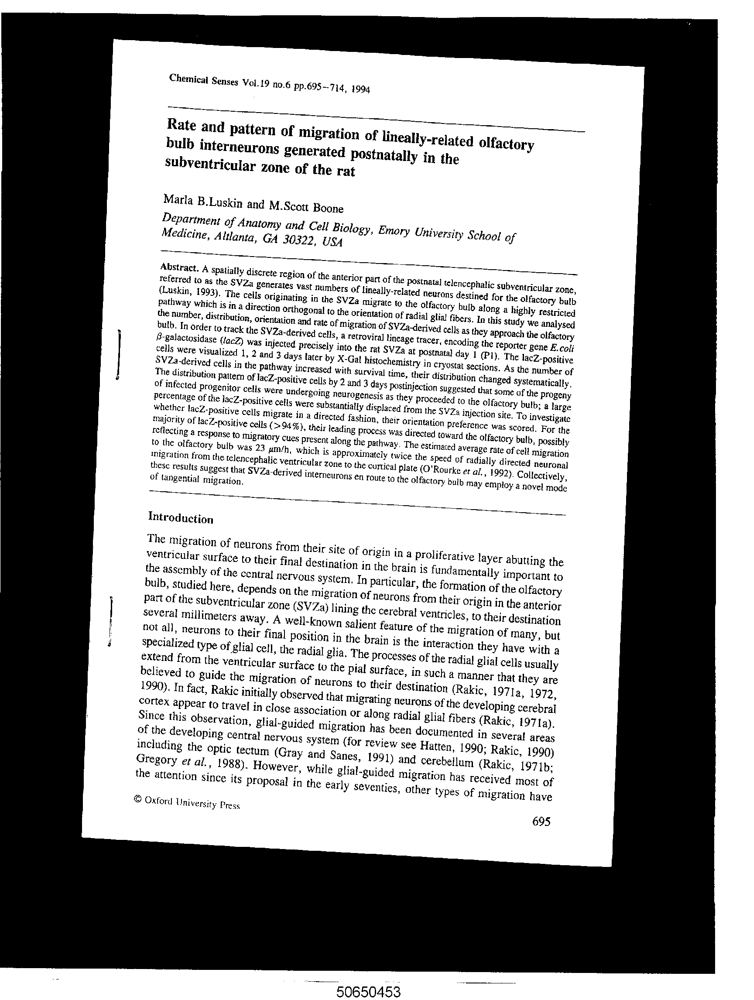 Chemical Senses Vol.19 no.6 pp.695–714, 1994
Rate and pattern of migration of lineally-related olfactory
bulb interneurons generated postnatally in the
subventricular zone of the rat
Marla B.Luskin and M.Scott Boone
Department of Anatomy and Cell Biology, Emory University School of
Medicine, Altlanta, GA 30322, USA
Abstract. A spatially discrete region of the anterior part of the postnatal telencephalic subventricular zone,
referred to as the SVZa generates vast numbers of lineally-related neurons destined for the olfactory bulb
(Luskin, 1993). The cells originating in the SVZa migrate to the olfactory bulb along a highly restricted
pathway which is in a direction orthogonal to the orientation of radial glial fibers. In this study we analysed
the number, distribution, orientation and rate of migration of SVZa-derived cells as they approach the olfactory
bulb. In order to track the SVZa-derived cells, a retroviral lineage tracer, encoding the reporter gene E.coli
β-galactosidase (lacZ) was injected precisely into the rat SVZa at postnatal day 1 (P1). The lacZ-positive
cells were visualized 1, 2 and 3 days later by X-Gal histochemistry in cryostat sections. As the number of
SVZa-derived cells in the pathway increased with survival time, their distribution changed systematically.
The distribution pattern of lacZ-positive cells by 2 and 3 days postinjection suggested that some of the progeny
of infected progenitor cells were undergoing neurogenesis as they proceeded to the olfactory bulb; a large
percentage of the lacZ-positive cells were substantially displaced from the SVZa injection site. To investigate
whether lacZ-positive cells migrate in a directed fashion, their orientation preference was scored. For the
majority of lacZ-positive cells (>94%), their leading process was directed toward the olfactory bulb, possibly
reflecting a response to migratory cues present along the pathway. The estimated average rate of cell migration
to the olfactory bulb was 23 μm/h, which is approximately twice the speed of radially directed neuronal
migration from the telencephalic ventricular zone to the cortical plate (O'Rourke et al., 1992). Collectively,
these results suggest that SVZa-derived interneurons en route to the olfactory bulb may employ a novel mode
of tangential migration.
Introduction
The migration of neurons from their site of origin in a proliferative layer abutting the
ventricular surface to their final destination in the brain is fundamentally important to
the assembly of the central nervous system. In particular, the formation of the olfactory
bulb, studied here, depends on the migration of neurons from their origin in the anterior
part of the subventricular zone (SVZa) lining the cerebral ventricles, to their destination
several millimeters away. A well-known salient feature of the migration of many, but
not all, neurons to their final position in the brain is the interaction they have with a
specialized type of glial cell, the radial glia. The processes of the radial glial cells usually
extend from the ventricular surface to the pial surface, in such a manner that they are
believed to guide the migration of neurons to their destination (Rakic, 1971a, 1972,
1990). In fact, Rakic initially observed that migrating neurons of the developing cerebral
cortex appear to travel in close association or along radial glial fibers (Rakic, 1971a).
Since this observation, glial-guided migration has been documented in several areas
of the developing central nervous system (for review see Hatten, 1990; Rakic, 1990)
including the optic tectum (Gray and Sanes, 1991) and cerebellum (Rakic, 1971b;
Gregory et al., 1988). However, while glial-guided migration has received most of
the attention since its proposal in the early seventies, other types of migration have
© Oxford University Press
695
50650453